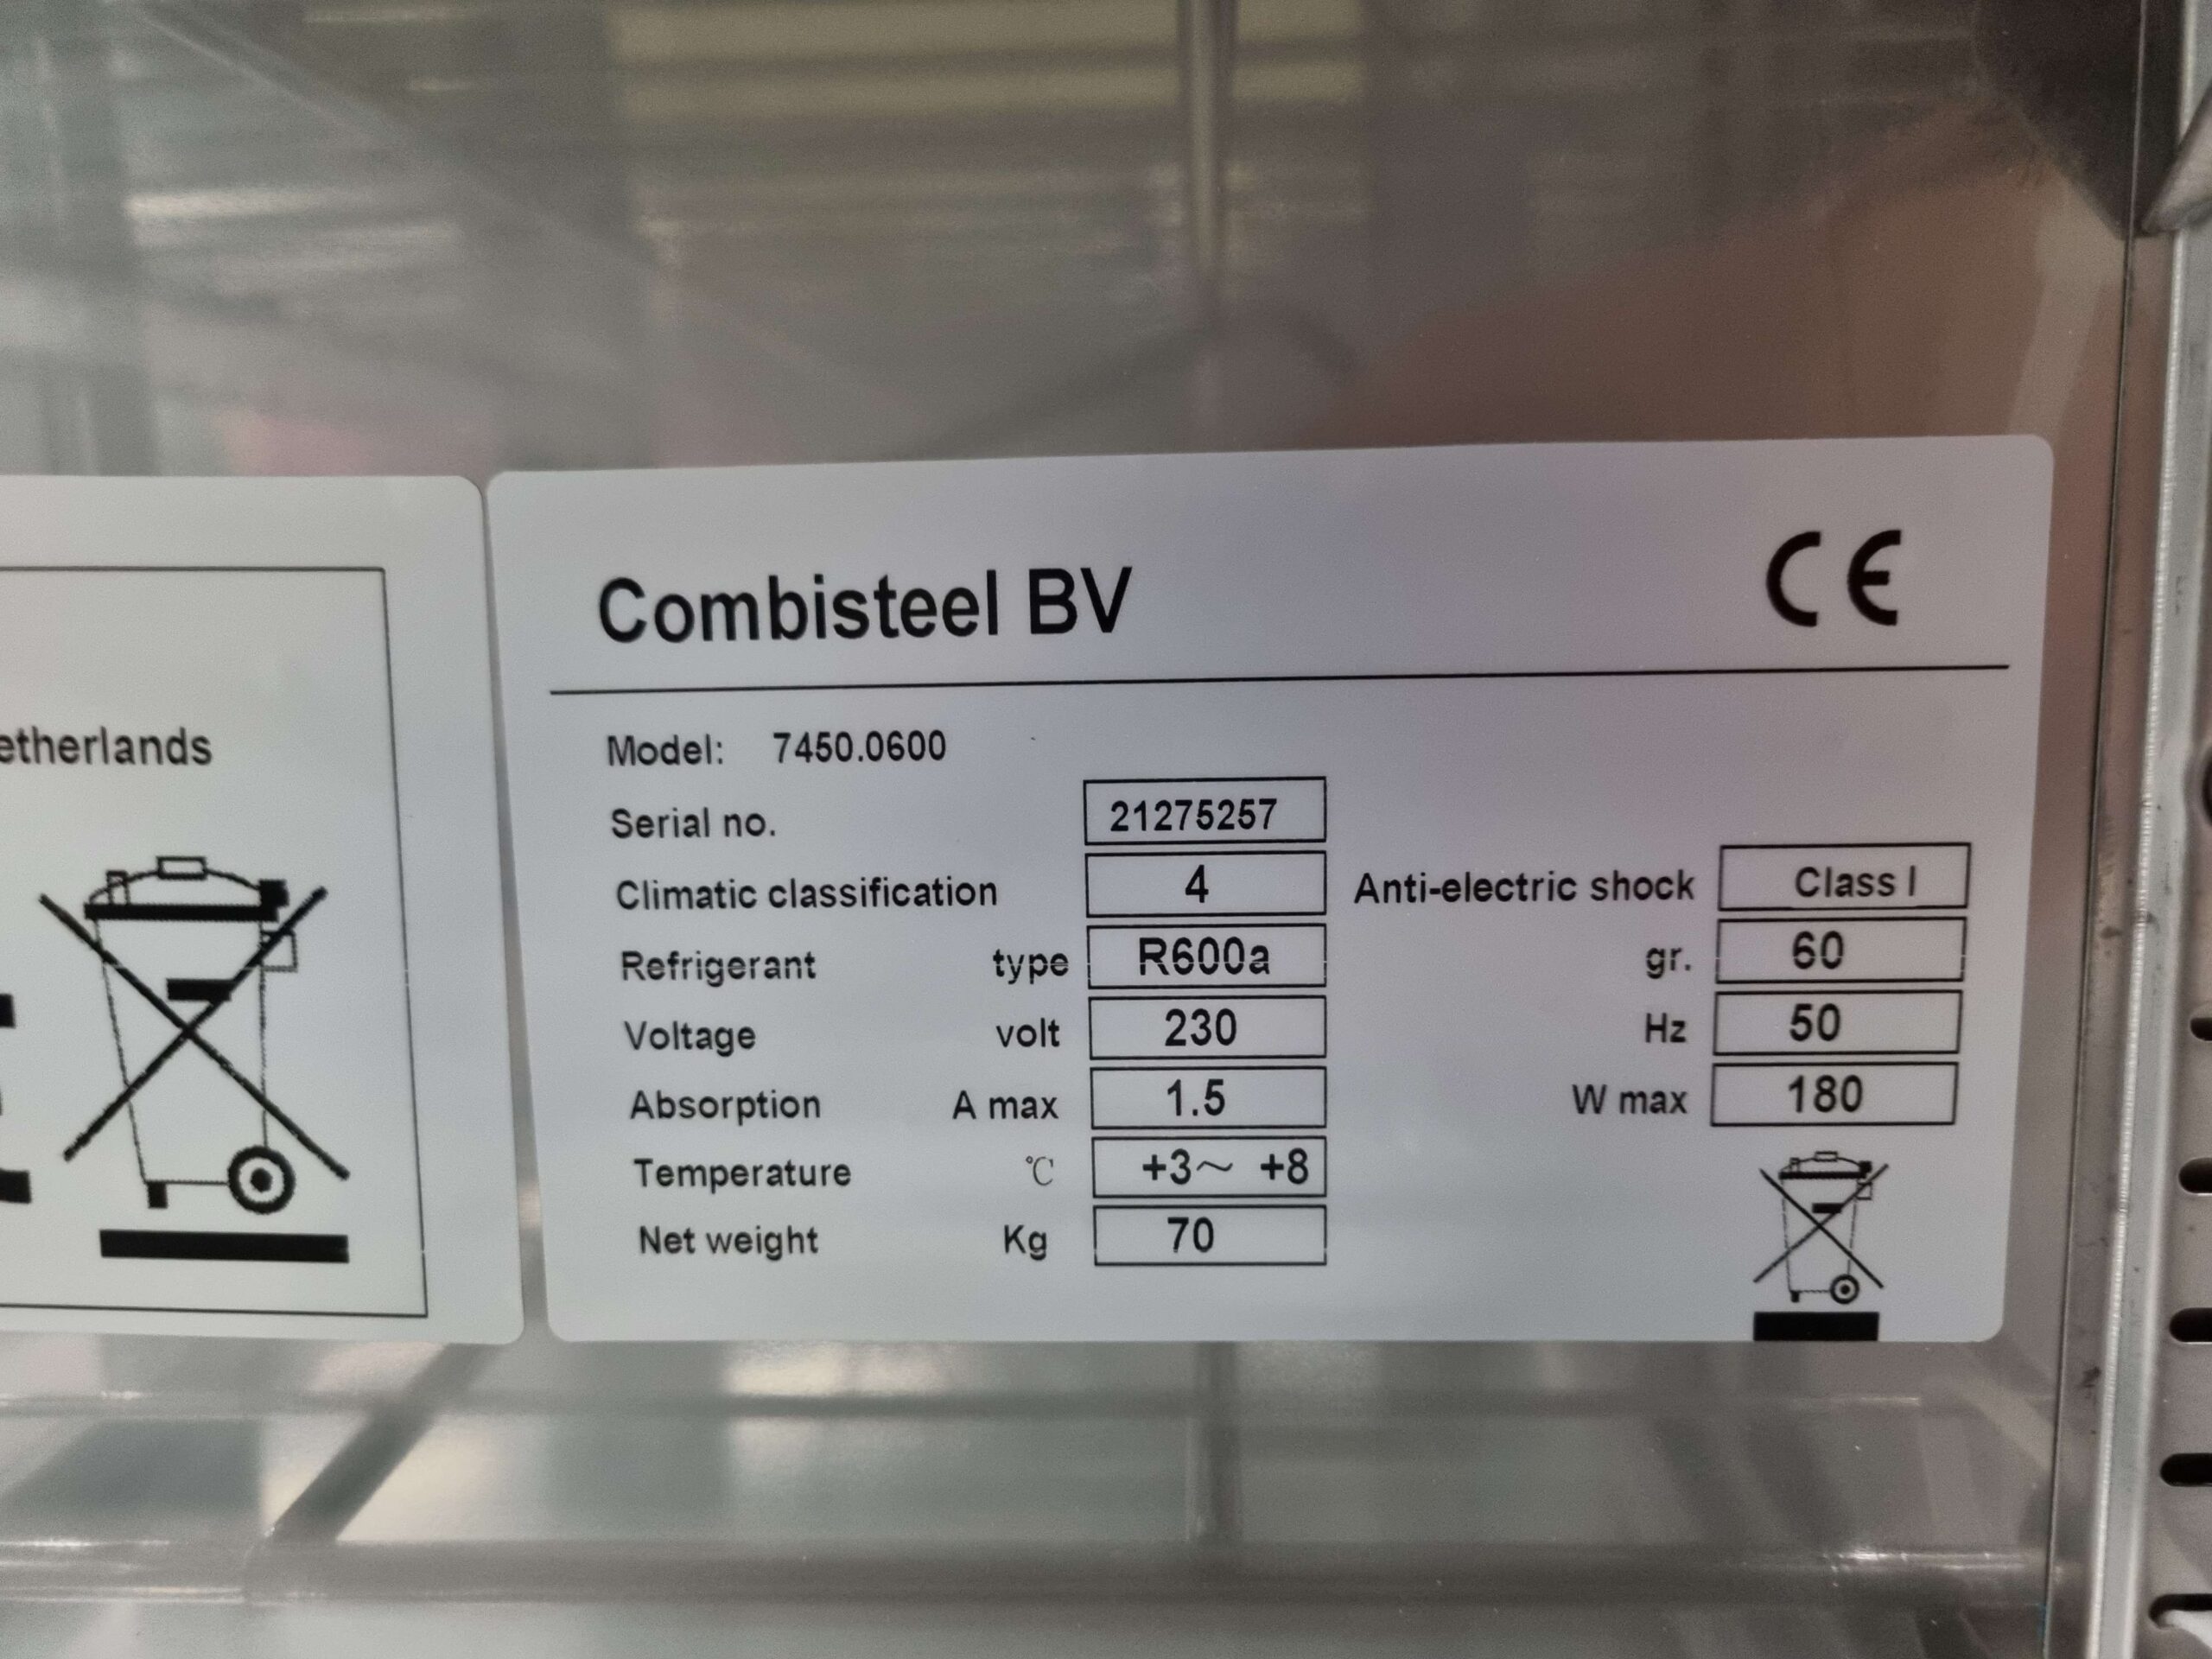 etherlands
Combisteel BV CE
Model: 7450.0600
Serial no. 21275257
Climatic classification 4 Anti-electric shock Class I
Refrigerant type R600a gr. 60
Voltage volt 230 Hz 50
Absorption A max 1.5 W max 180
Temperature ℃ +3~ +8
Net weight Kg 70